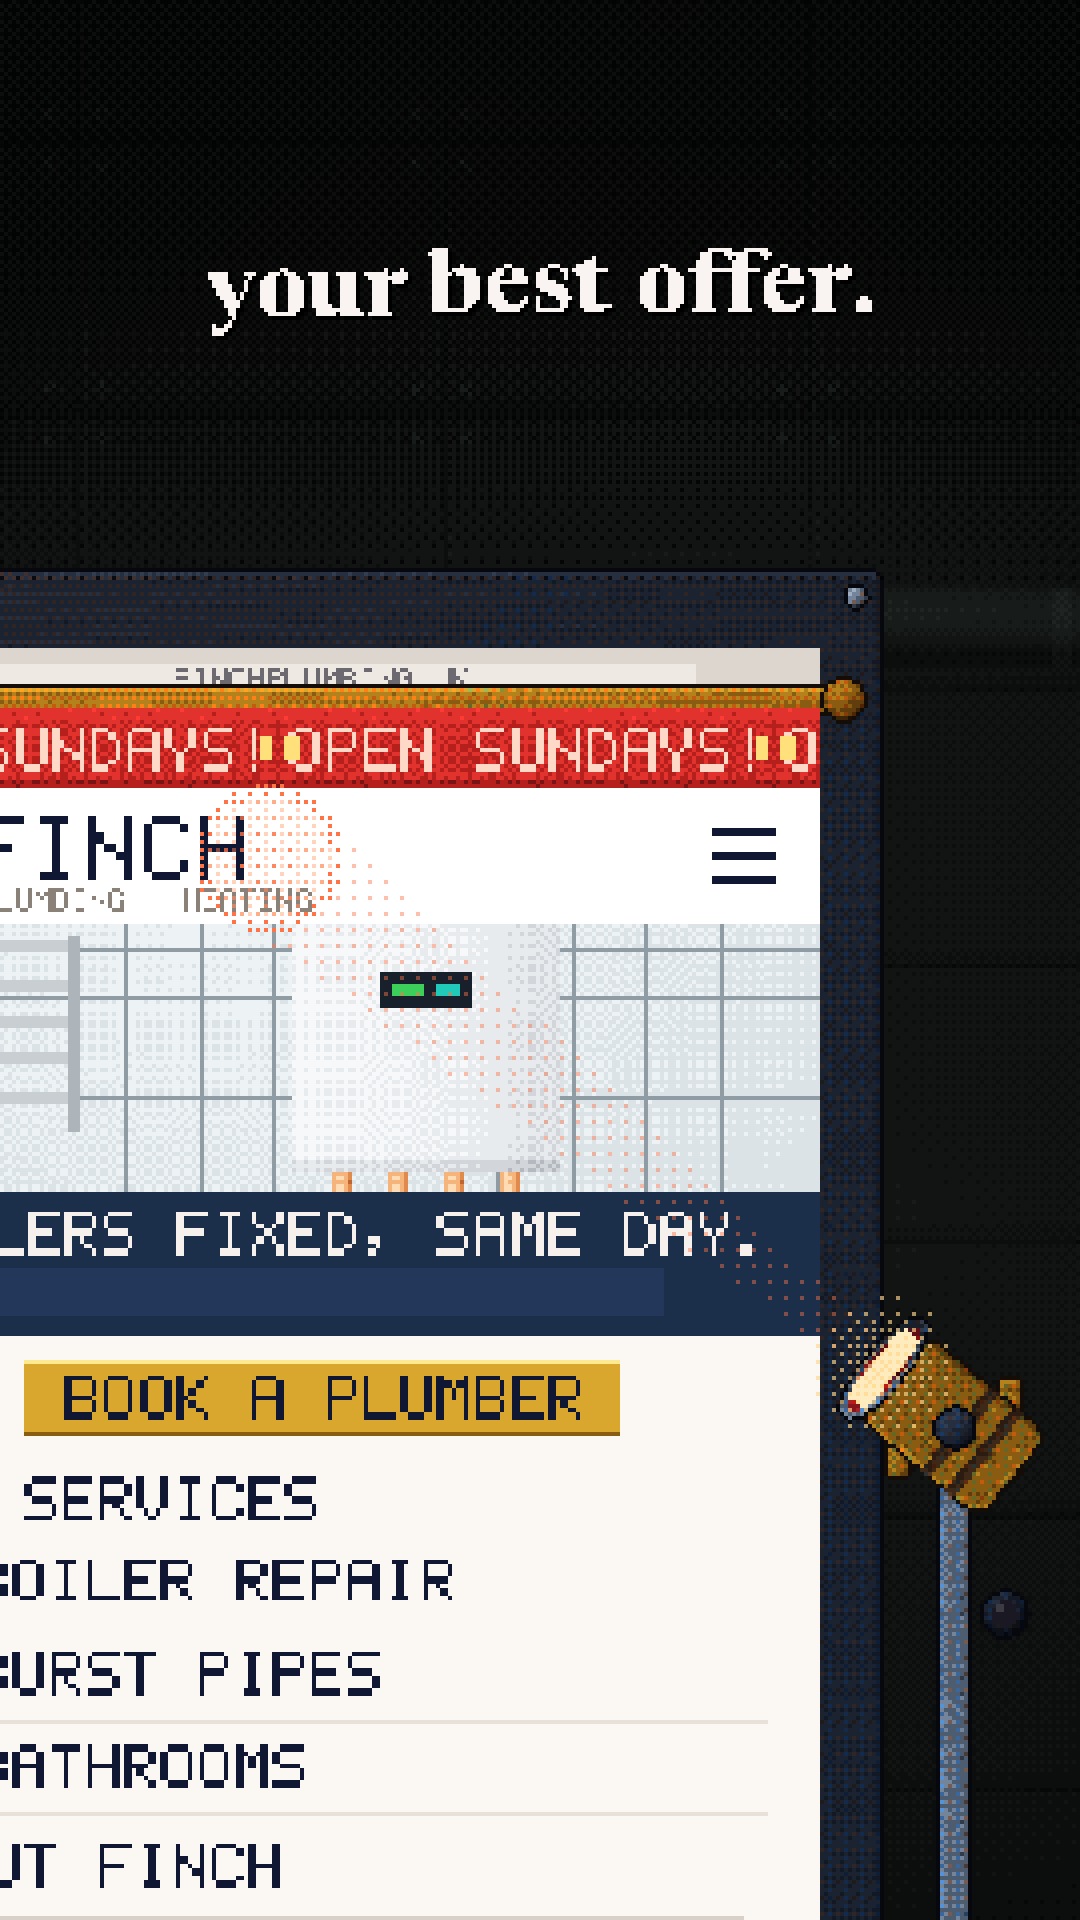 your best offer.
SUNDAYS! OPEN SUNDAYS! O
FINCH
LERS FIXED, SAME DAY.
BOOK A PLUMBER
SERVICES
OILER REPAIR
URST PIPES
ATHROOMS
UT FINCH